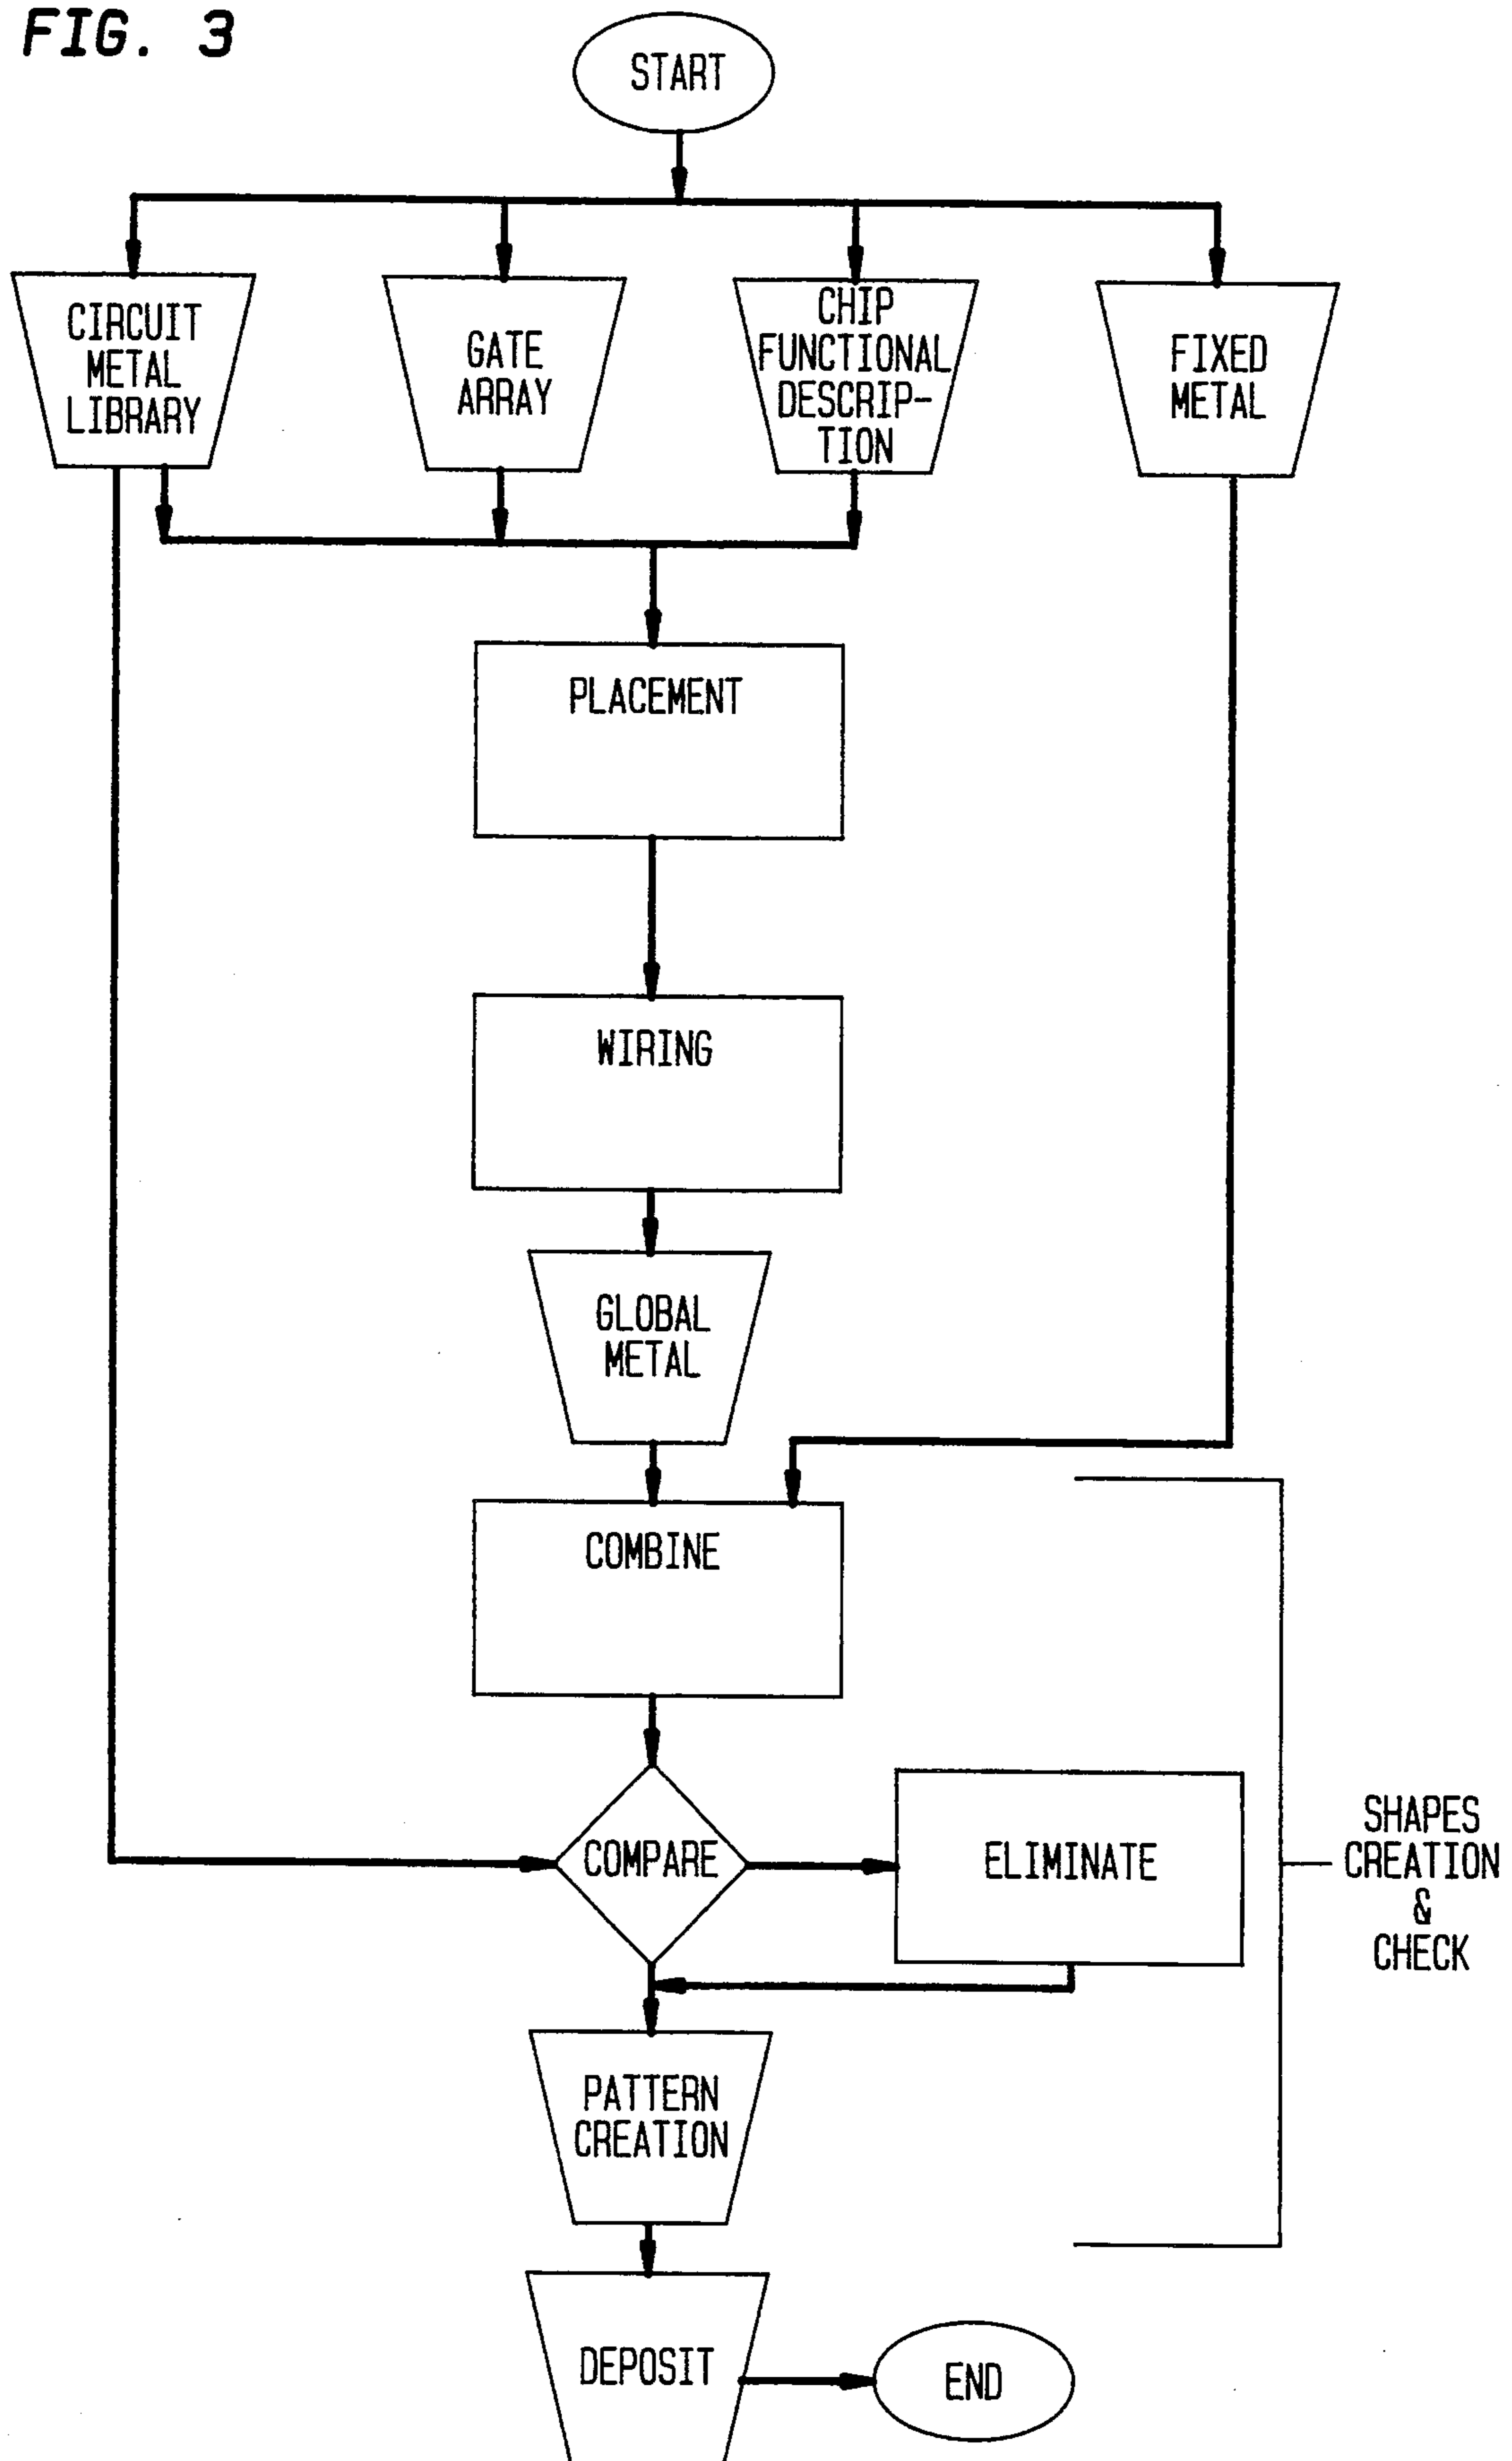 FIG. 3
START
CIRCUIT
METAL
LIBRARY
GATE
ARRAY
CHIP
FUNCTIONAL
DESCRIP-
TION
FIXED
METAL
PLACEMENT
WIRING
GLOBAL
METAL
COMBINE
COMPARE
ELIMINATE
SHAPES
CREATION
&
CHECK
PATTERN
CREATION
DEPOSIT
END